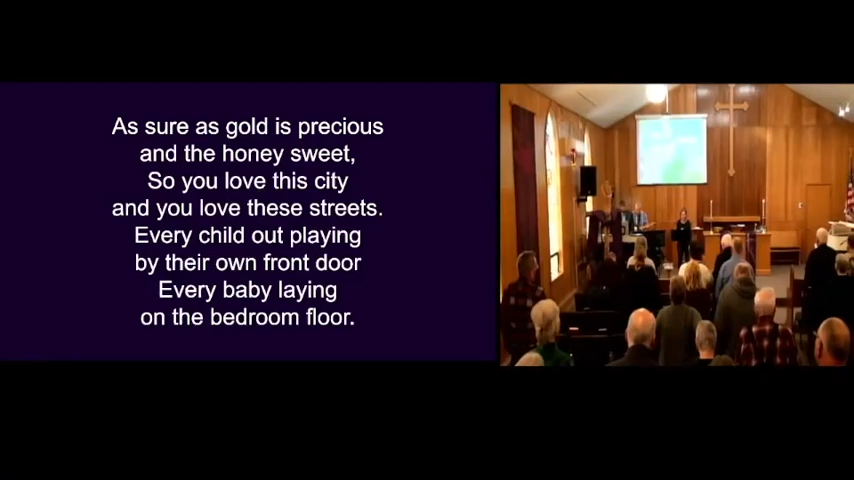 As sure as gold is precious
and the honey sweet,
So you love this city
and you love these streets.
Every child out playing
by their own front door
Every baby laying
on the bedroom floor.